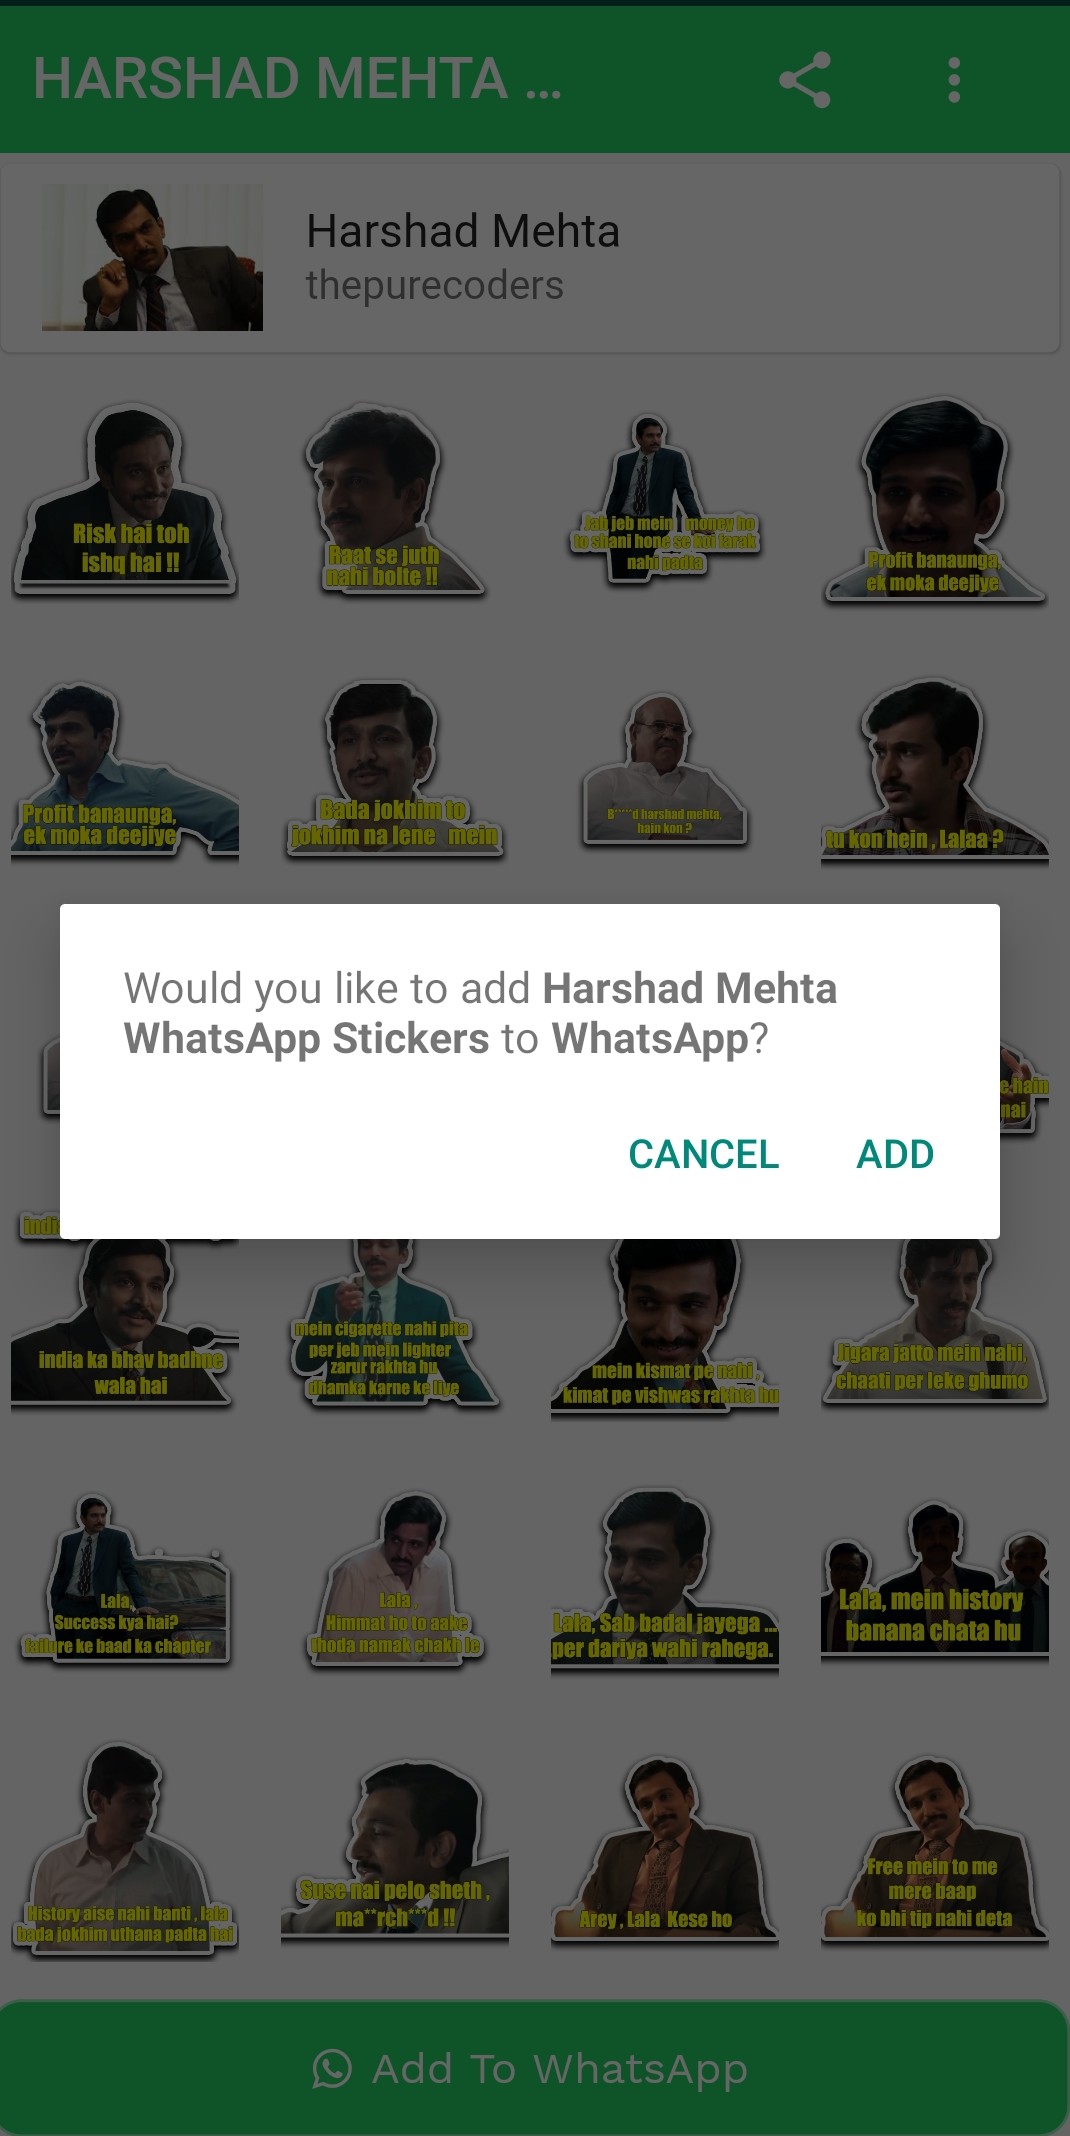 HARSHAD MEHTA ...
Harshad Mehta
thepurecoders
Risk hai toh
ishq hai !!
Raat se juth
nahi bolte !!
Jab jeb mein money ho
to shani hone se koi farak
nahi padta
Profit banaunga,
ek moka deejiye
Profit banaunga,
ek moka deejiye
Bada jokhim to
jokhim na lene mein
B*****d harshad mehta,
hain kon ?
tu kon hein , Lalaa ?
Would you like to add Harshad Mehta
WhatsApp Stickers to WhatsApp?
CANCEL ADD
hain
nai
india ka bhav badhne
wala hai
mein cigarette nahi pita
per jeb mein lighter
zarur rakhta hu
dhamka karne ke liye
mein kismat pe nahi ,
kimat pe vishwas rakhta hu
Jigara jatto mein nahi,
chaati per leke ghumo
Lala,
Success kya hai?
failure ke baad ka chapter
Lala ,
Himmat ho to aake
thoda namak chakh le
Lala, Sab badal jayega ...
per dariya wahi rahega.
Lala, mein history
banana chata hu
History aise nahi banti , lala
bada jokhim uthana padta hai
Suse nai pelo sheth ,
ma**rch***d !!
Arey , Lala Kese ho
Free mein to me
mere baap
ko bhi tip nahi deta
Add To WhatsApp